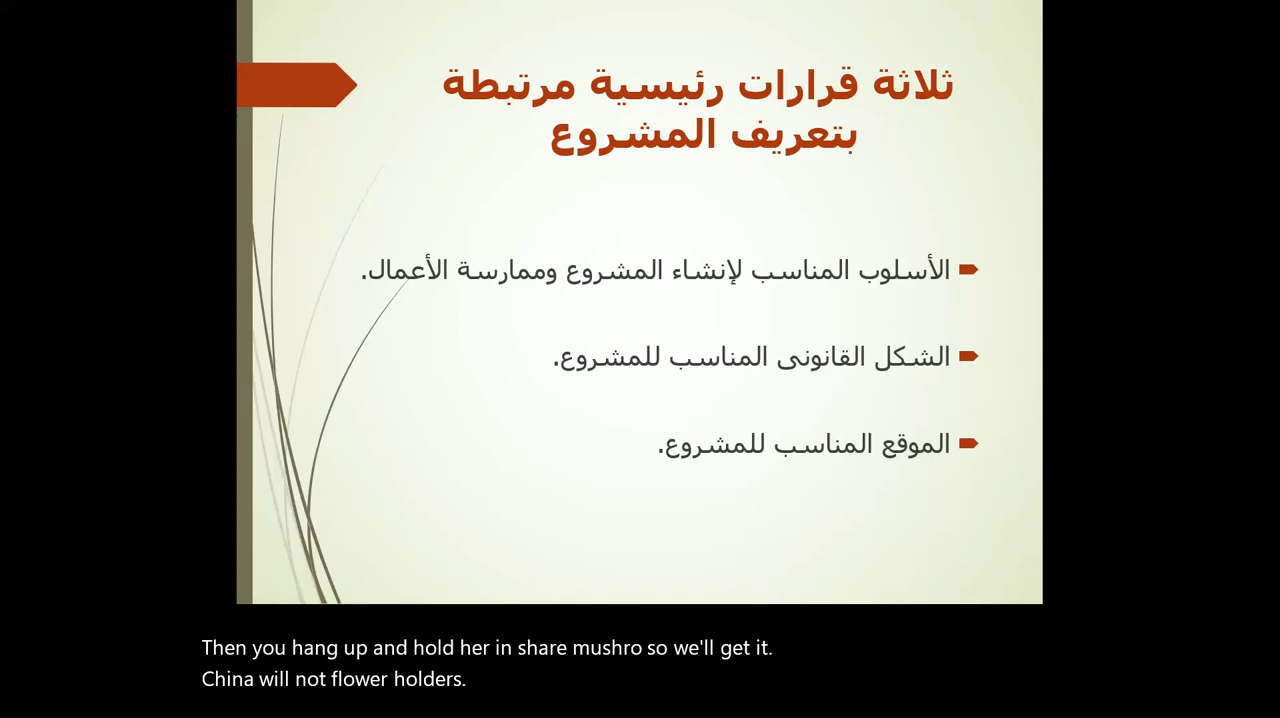 ثلاثة قرارات رئيسية مرتبطة
بتعريف المشروع
الأسلوب المناسب لإنشاء المشروع وممارسة الأعمال.
الشكل القانونى المناسب للمشروع.
الموقع المناسب للمشروع.
Then you hang up and hold her in share mushro so we'll get it.
China will not flower holders.